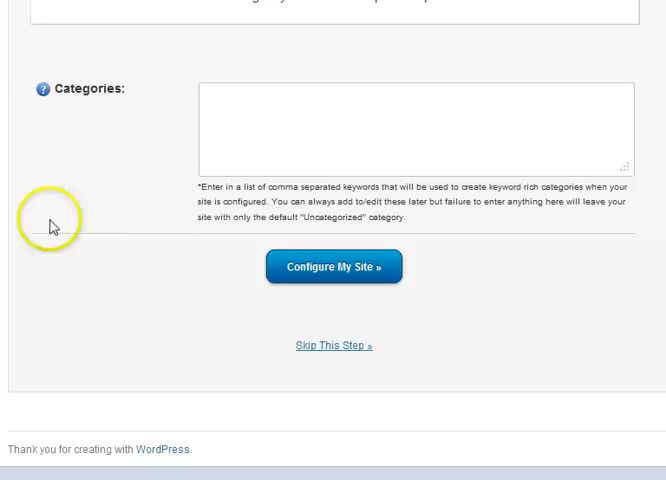 Categories:
*Enter in a list of comma separated keywords that will be used to create keyword rich categories when your
site is configured. You can always add to/edit these later but failure to enter anything here will leave your
site with only the default "Uncategorized" category.
Configure My Site »
Skip This Step »
Thank you for creating with WordPress.